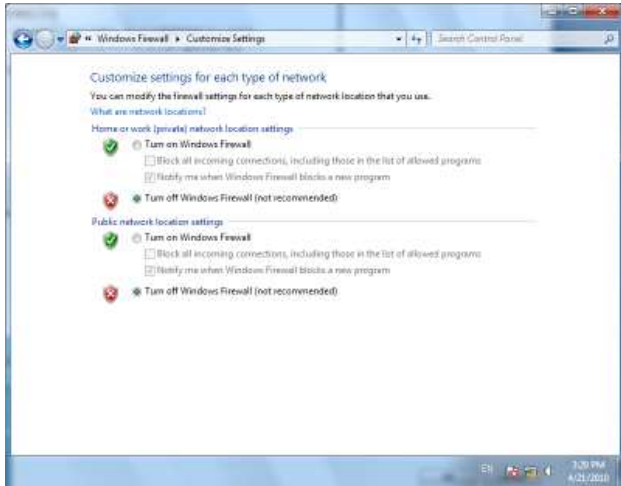 « Windows Firewall ▸ Customize Settings
Search Control Panel
Customize settings for each type of network
You can modify the firewall settings for each type of network location that you use.
What are network locations?
Home or work (private) network location settings
Turn on Windows Firewall
Block all incoming connections, including those in the list of allowed programs
Notify me when Windows Firewall blocks a new program
Turn off Windows Firewall (not recommended)
Public network location settings
Turn on Windows Firewall
Block all incoming connections, including those in the list of allowed programs
Notify me when Windows Firewall blocks a new program
Turn off Windows Firewall (not recommended)
EN
3:20 PM
4/21/2010